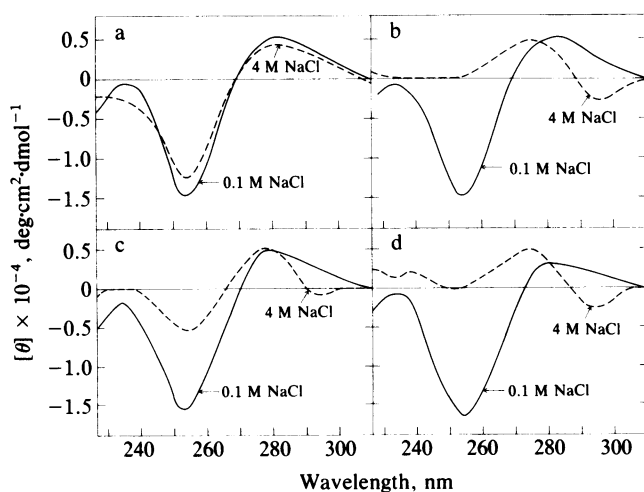 a
b
0.5
0
-0.5
-1.0
-1.5
4 M NaCl
0.1 M NaCl
4 M NaCl
0.1 M NaCl
c
d
0.5
0
-0.5
-1.0
-1.5
4 M NaCl
0.1 M NaCl
4 M NaCl
0.1 M NaCl
240 260 280 300 240 260 280 300
[θ] × 10⁻⁴, deg·cm²·dmol⁻¹
Wavelength, nm